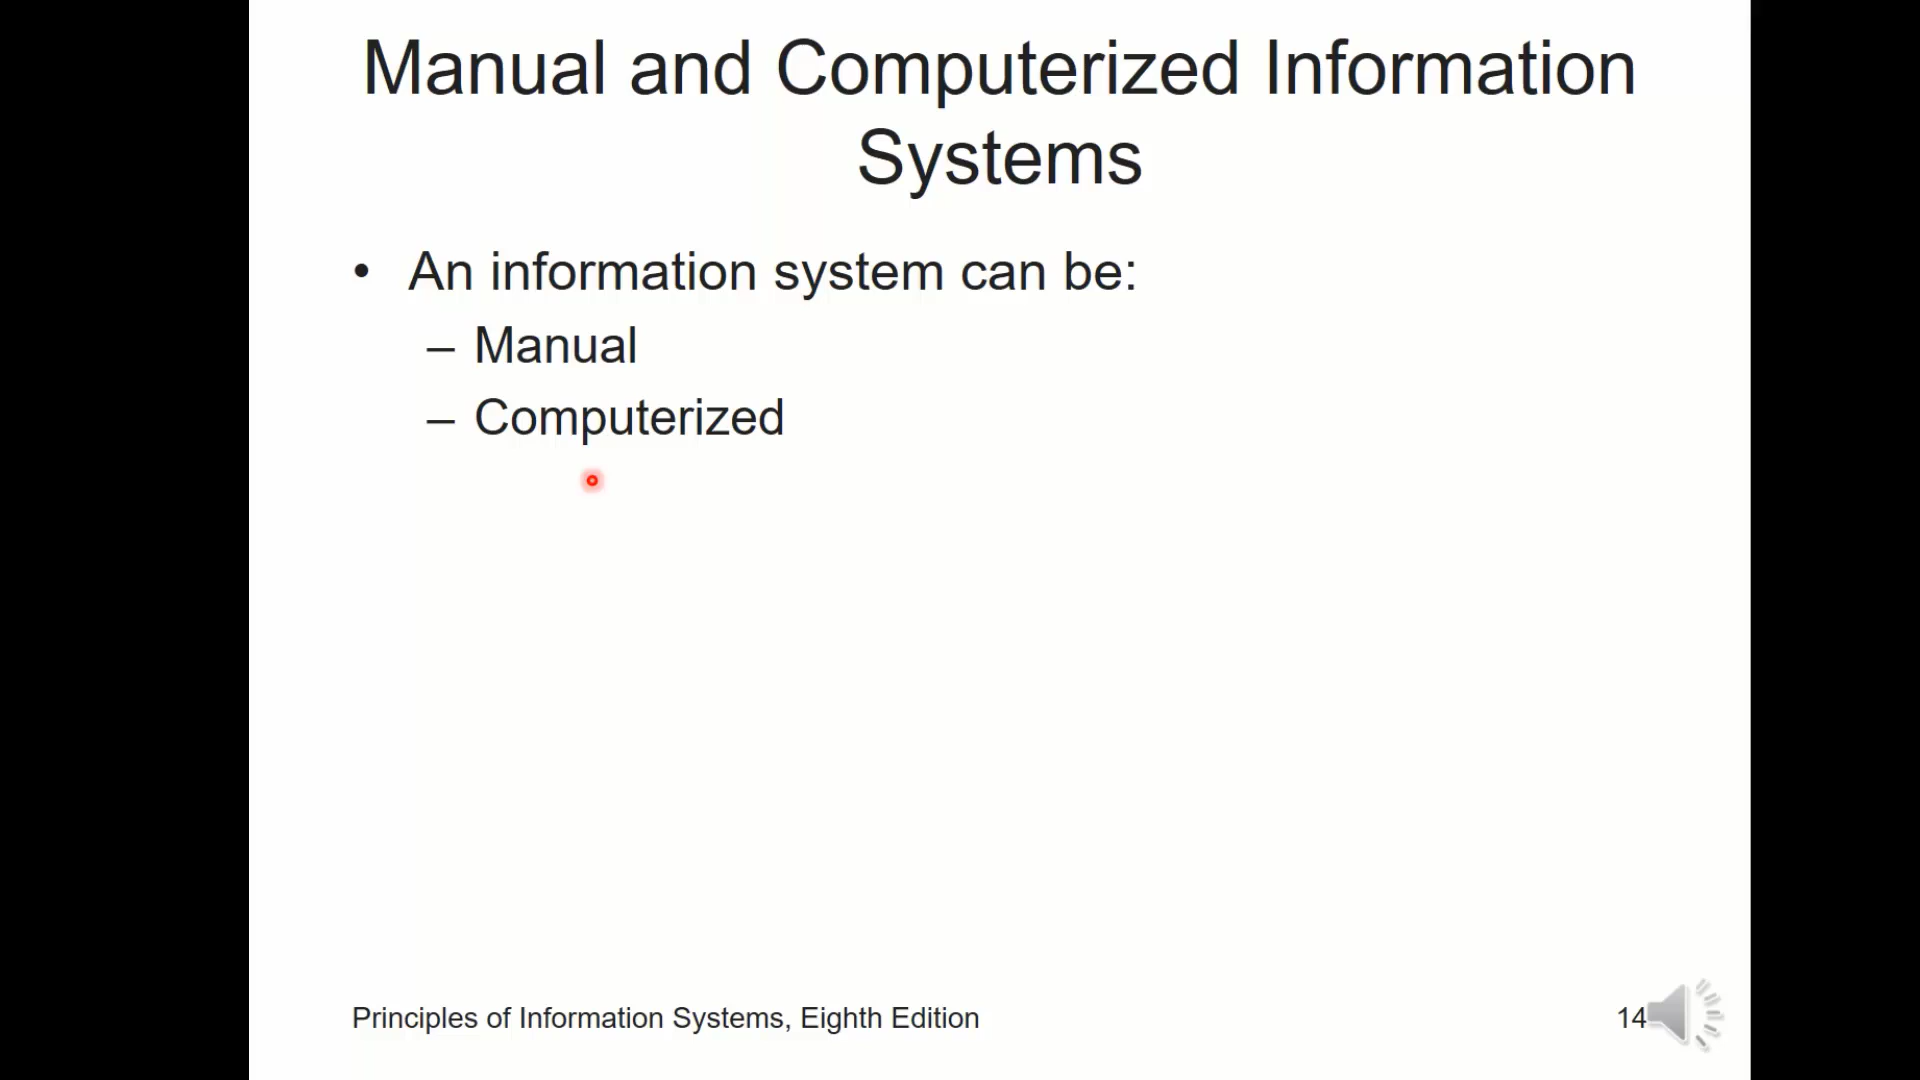 Manual and Computerized Information
Systems
• An information system can be:
– Manual
– Computerized
Principles of Information Systems, Eighth Edition
14